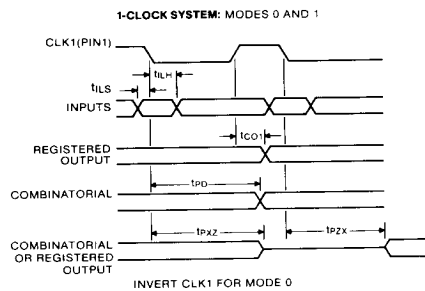 1-CLOCK SYSTEM: MODES 0 AND 1
CLK1(PIN1)
tILH
tILS
INPUTS
tCO1
REGISTERED
OUTPUT
tPD
COMBINATORIAL
tPXZ
tPZX
COMBINATORIAL
OR REGISTERED
OUTPUT
INVERT CLK1 FOR MODE 0